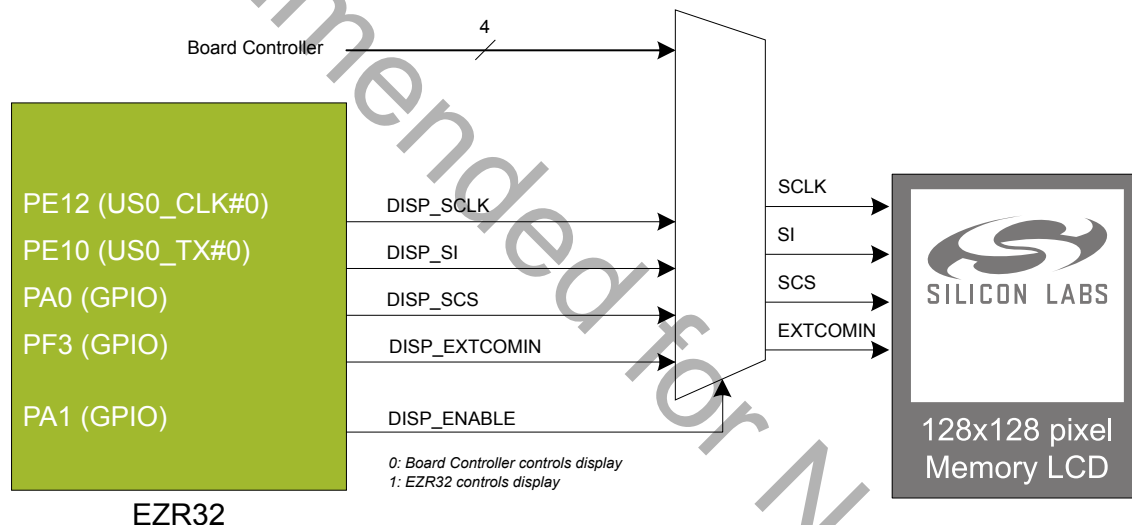 Board Controller
4
PE12 (US0_CLK#0)
PE10 (US0_TX#0)
PA0 (GPIO)
PF3 (GPIO)
PA1 (GPIO)
EZR32
DISP_SCLK
DISP_SI
DISP_SCS
DISP_EXTCOMIN
DISP_ENABLE
0: Board Controller controls display
1: EZR32 controls display
SCLK
SI
SCS
EXTCOMIN
SILICON LABS
128x128 pixel
Memory LCD
mended for N